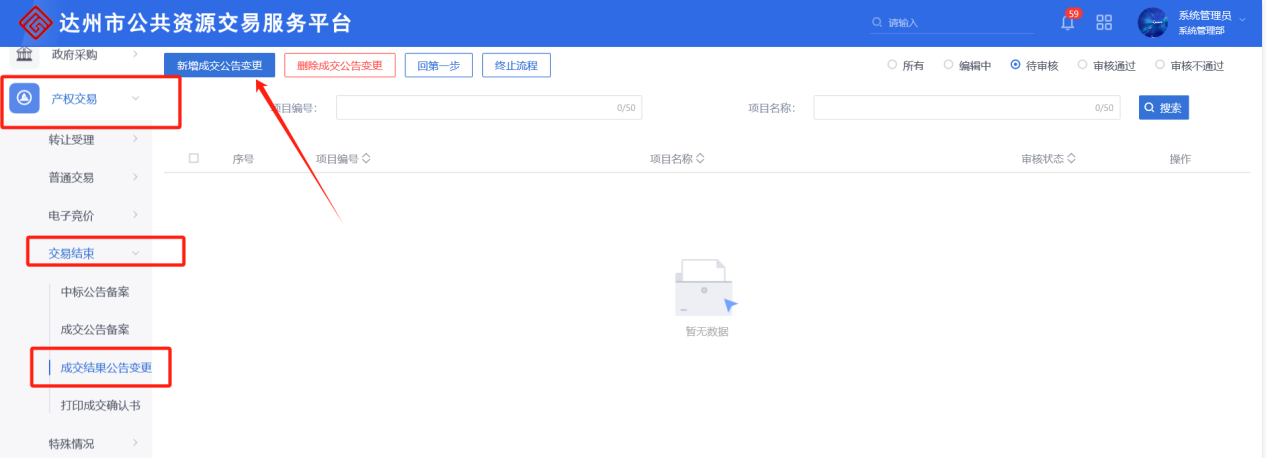 达州市公共资源交易服务平台
请输入
59
系统管理员
系统管理部
政府采购
产权交易
转让受理
普通交易
电子竞价
交易结束
中标公告备案
成交公告备案
成交结果公告变更
打印成交确认书
特殊情况
新增成交公告变更 删除成交公告变更 回第一步 终止流程
所有 编辑中 待审核 审核通过 审核不通过
项目编号： 0/50 项目名称： 0/50 搜索
序号 项目编号 项目名称 审核状态 操作
暂无数据